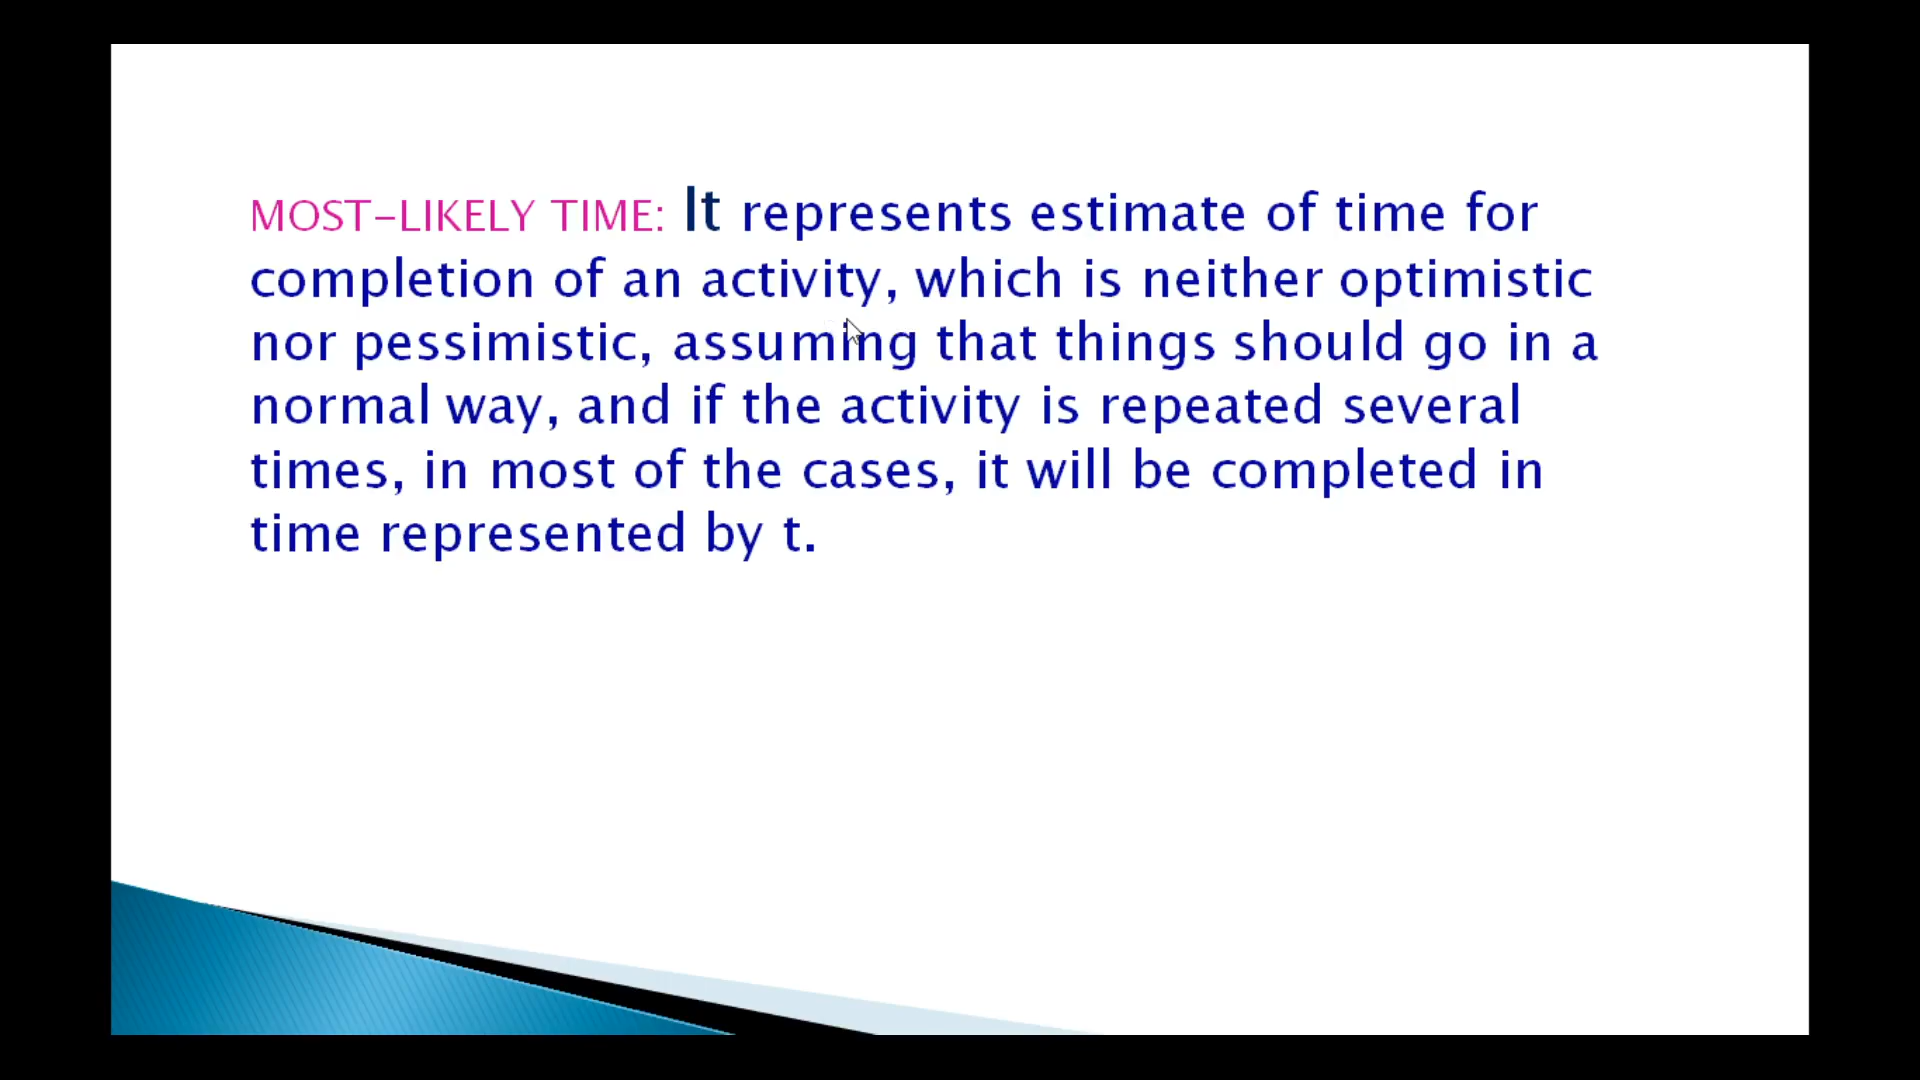 MOST-LIKELY TIME: It represents estimate of time for
completion of an activity, which is neither optimistic
nor pessimistic, assuming that things should go in a
normal way, and if the activity is repeated several
times, in most of the cases, it will be completed in
time represented by t.